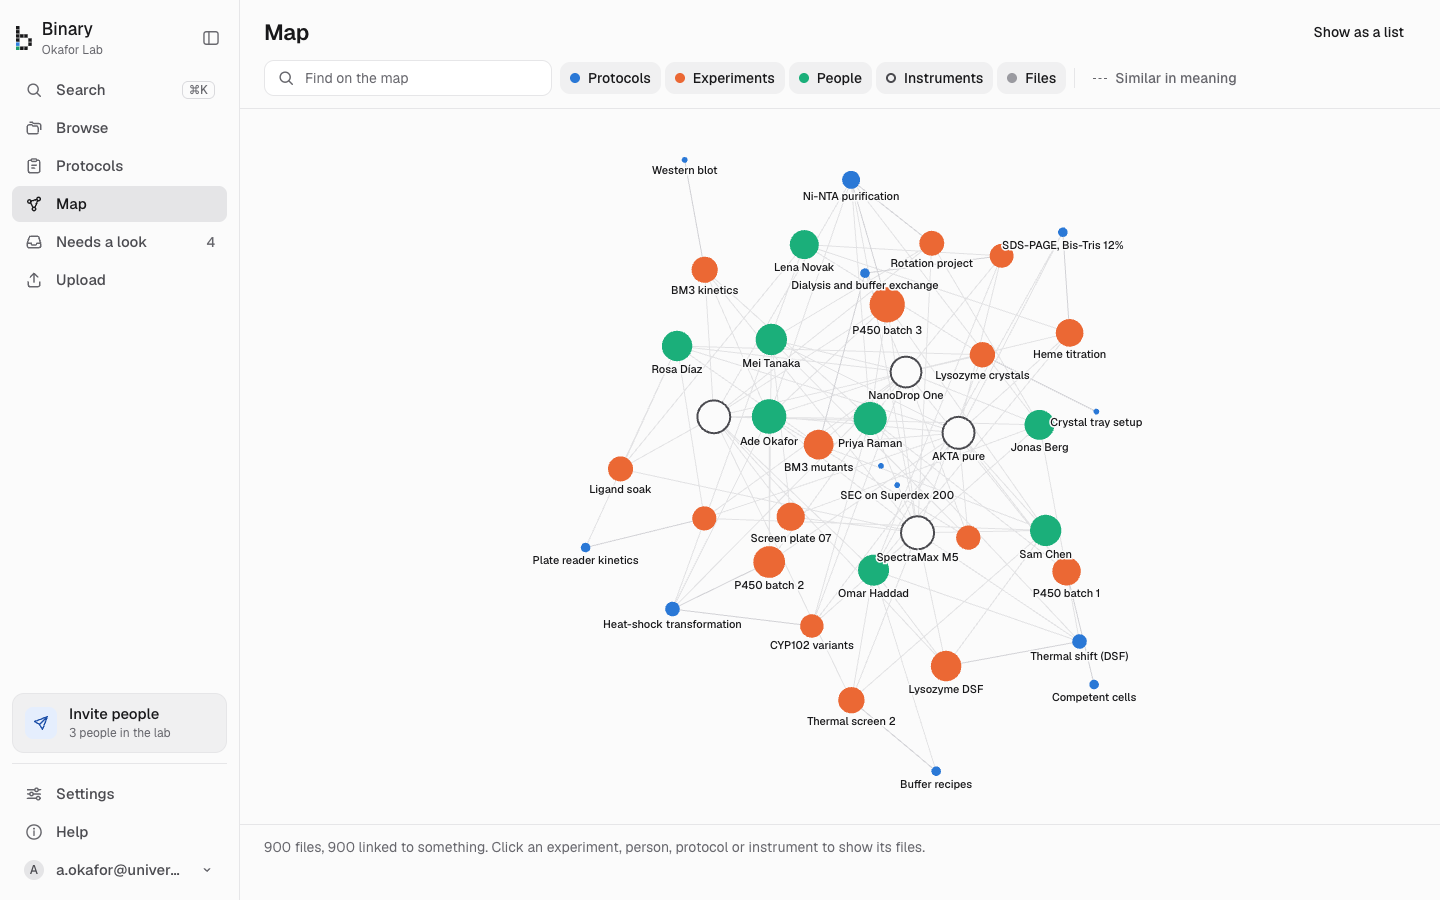 Binary
Okafor Lab
Search ⌘K
Browse
Protocols
Map
Needs a look 4
Upload
Invite people
3 people in the lab
Settings
Help
A a.okafor@univer...
Map
Show as a list
Find on the map
Protocols
Experiments
People
Instruments
Files
Similar in meaning
Western blot
Ni-NTA purification
SDS-PAGE, Bis-Tris 12%
Lena Novak
Rotation project
Dialysis and buffer exchange
BM3 kinetics
P450 batch 3
Heme titration
Mei Tanaka
Rosa Díaz
Lysozyme crystals
NanoDrop One
Crystal tray setup
Ade Okafor
Priya Raman
Jonas Berg
AKTA pure
BM3 mutants
Ligand soak
SEC on Superdex 200
Screen plate 07
Sam Chen
SpectraMax M5
Plate reader kinetics
P450 batch 2
Omar Haddad
P450 batch 1
Heat-shock transformation
CYP102 variants
Thermal shift (DSF)
Lysozyme DSF
Competent cells
Thermal screen 2
Buffer recipes
900 files, 900 linked to something. Click an experiment, person, protocol or instrument to show its files.